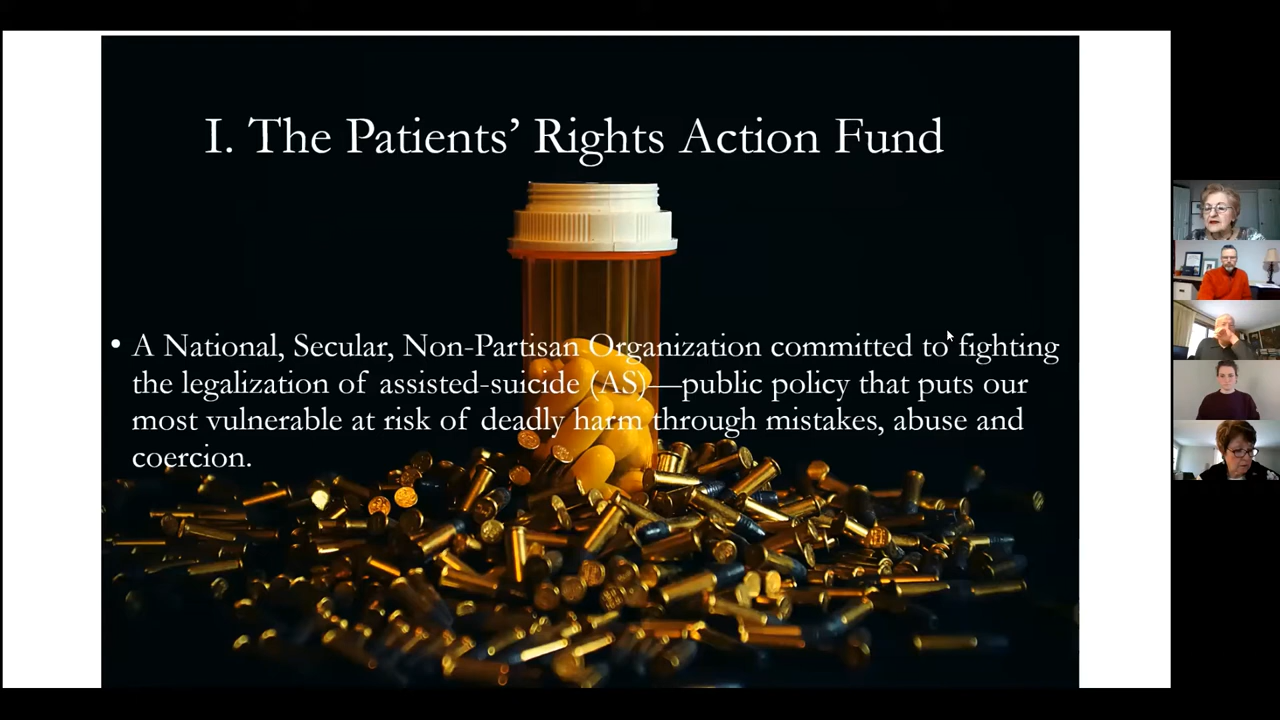 I. The Patients’ Rights Action Fund
• A National, Secular, Non-Partisan Organization committed to fighting
the legalization of assisted-suicide (AS)—public policy that puts our
most vulnerable at risk of deadly harm through mistakes, abuse and
coercion.